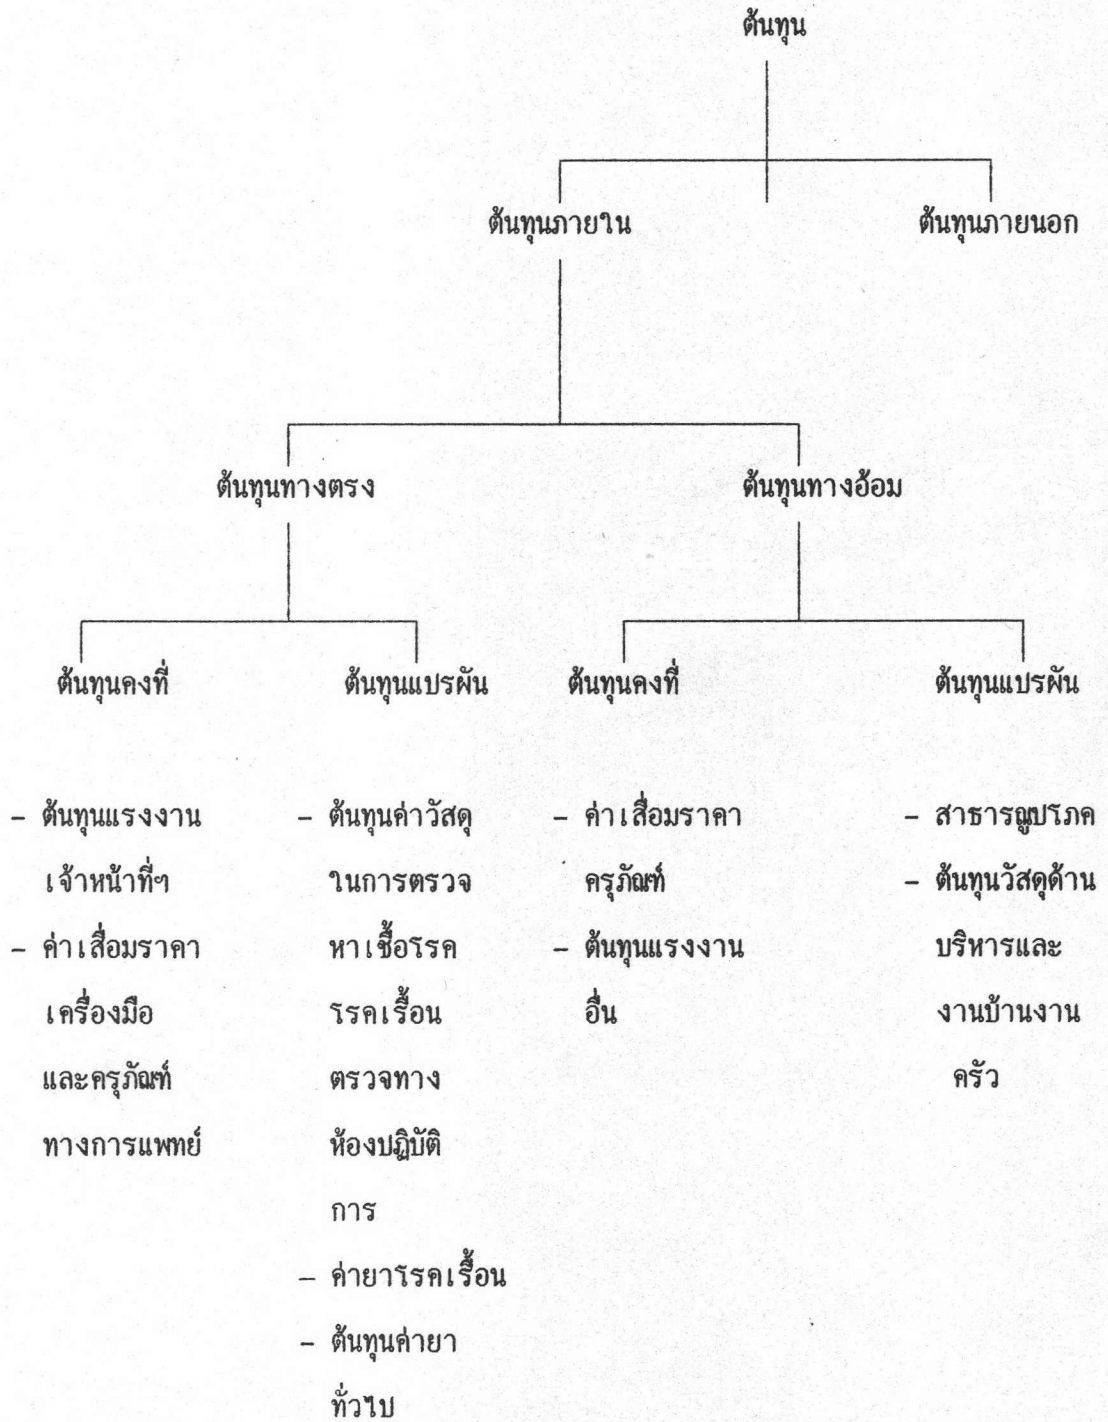 ต้นทุน
ต้นทุนภายใน
ต้นทุนภายนอก
ต้นทุนทางตรง
ต้นทุนทางอ้อม
ต้นทุนคงที่
ต้นทุนแปรผัน
ต้นทุนคงที่
ต้นทุนแปรผัน
- ต้นทุนแรงงาน
เจ้าหน้าที่ฯ
- ค่าเสื่อมราคา
เครื่องมือ
และครุภัณฑ์
ทางการแพทย์
- ต้นทุนค่าวัสดุ
ในการตรวจ
หาเชื้อโรค
โรคเรื้อน
ตรวจทาง
ห้องปฏิบัติ
การ
- ค่ายาโรคเรื้อน
- ต้นทุนค่ายา
ทั่วไป
- ค่าเสื่อมราคา
ครุภัณฑ์
- ต้นทุนแรงงาน
อื่น
- สาธารณูปโภค
- ต้นทุนวัสดุด้าน
บริหารและ
งานบ้านงาน
ครัว